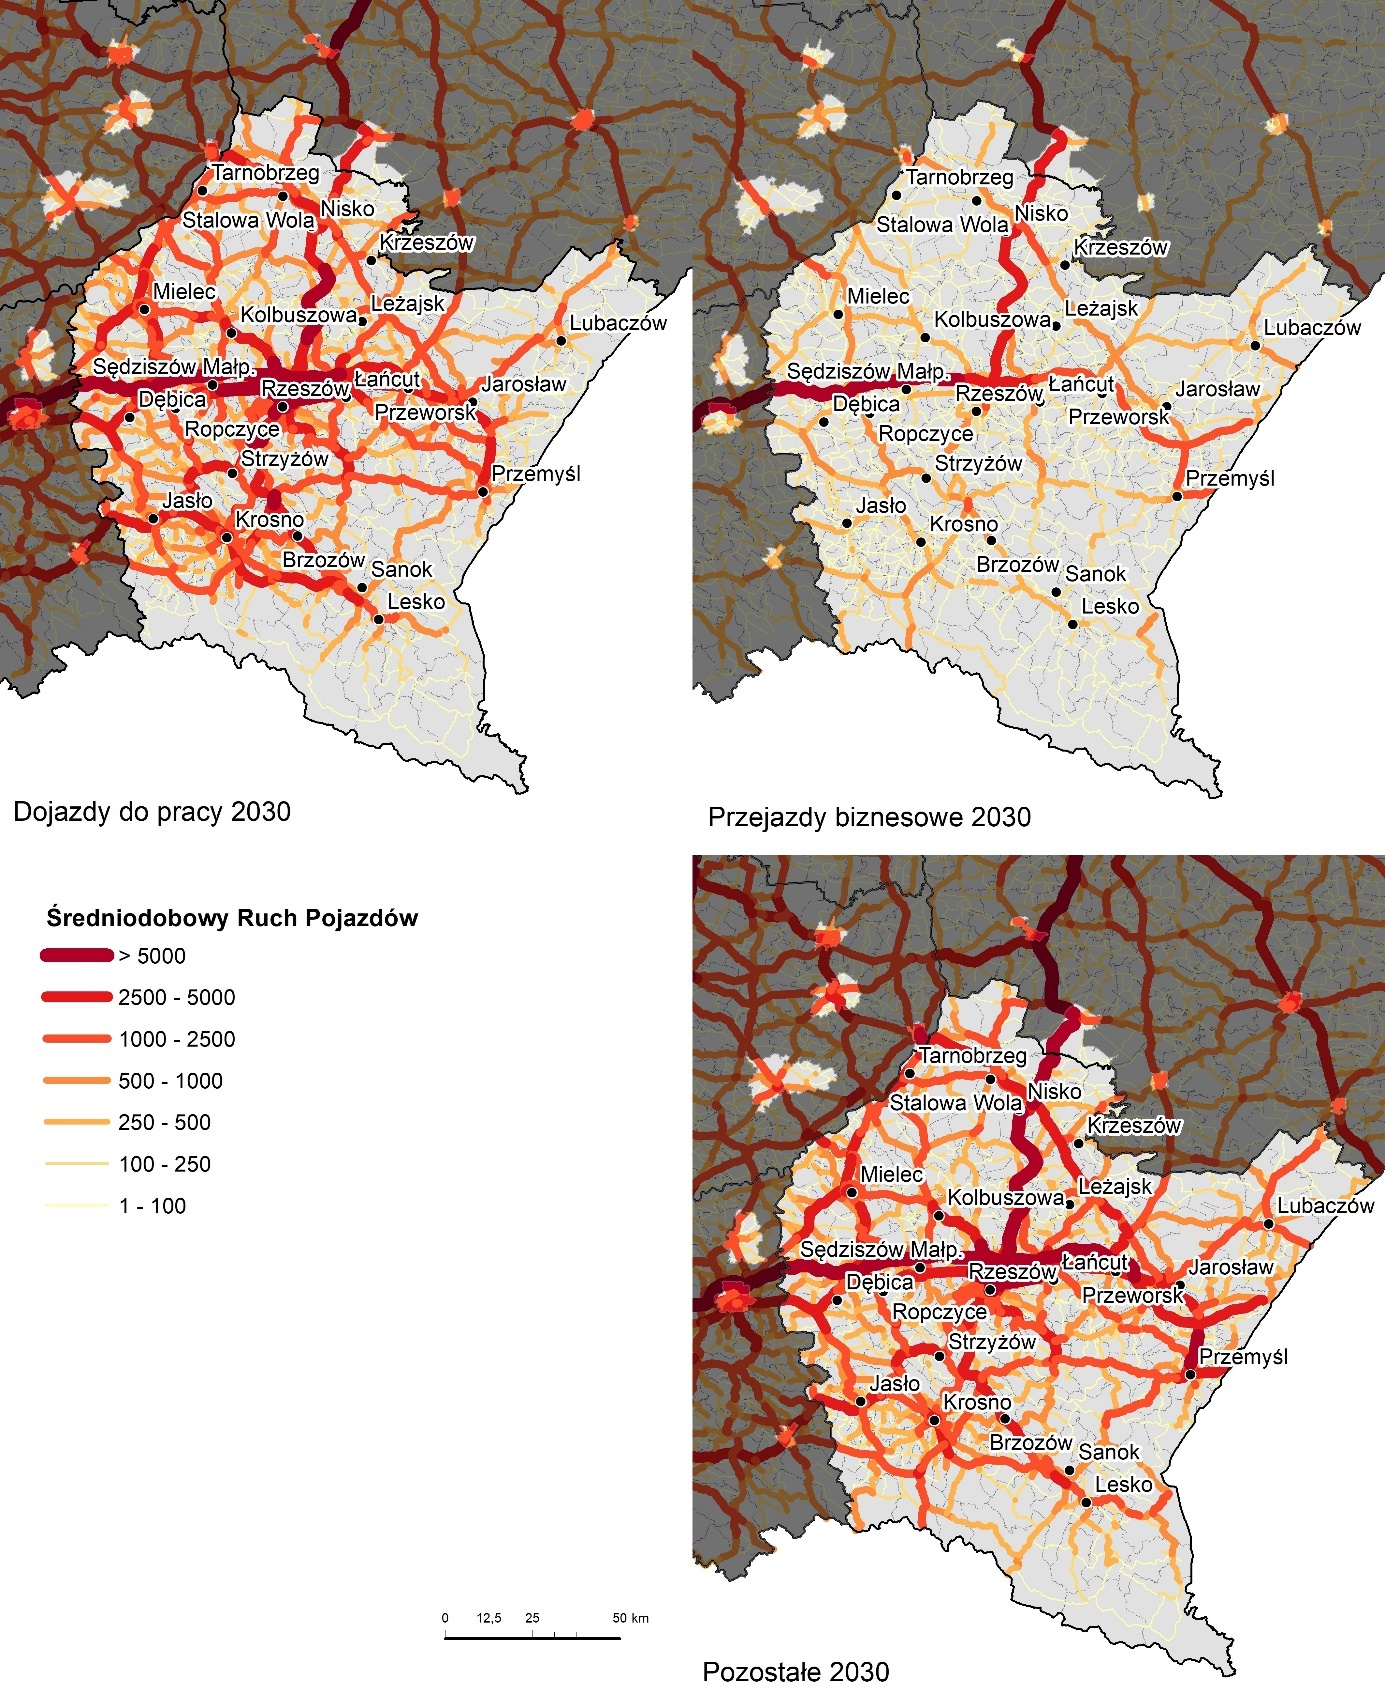 Tarnobrzeg
Stalowa Wola
Nisko
Krzeszów
Mielec
Kolbuszowa
Leżajsk
Lubaczów
Sędziszów Małp.
Rzeszów
Łańcut
Jarosław
Dębica
Przeworsk
Ropczyce
Strzyżów
Przemyśl
Jasło
Krosno
Brzozów
Sanok
Lesko
Dojazdy do pracy 2030
Tarnobrzeg
Stalowa Wola
Nisko
Krzeszów
Mielec
Kolbuszowa
Leżajsk
Lubaczów
Sędziszów Małp.
Rzeszów
Łańcut
Jarosław
Dębica
Przeworsk
Ropczyce
Strzyżów
Przemyśl
Jasło
Krosno
Brzozów
Sanok
Lesko
Przejazdy biznesowe 2030
Średniodobowy Ruch Pojazdów
> 5000
2500 - 5000
1000 - 2500
500 - 1000
250 - 500
100 - 250
1 - 100
0 12,5 25 50 km
Tarnobrzeg
Stalowa Wola
Nisko
Krzeszów
Mielec
Kolbuszowa
Leżajsk
Lubaczów
Sędziszów Małp.
Rzeszów
Łańcut
Jarosław
Dębica
Przeworsk
Ropczyce
Strzyżów
Przemyśl
Jasło
Krosno
Brzozów
Sanok
Lesko
Pozostałe 2030